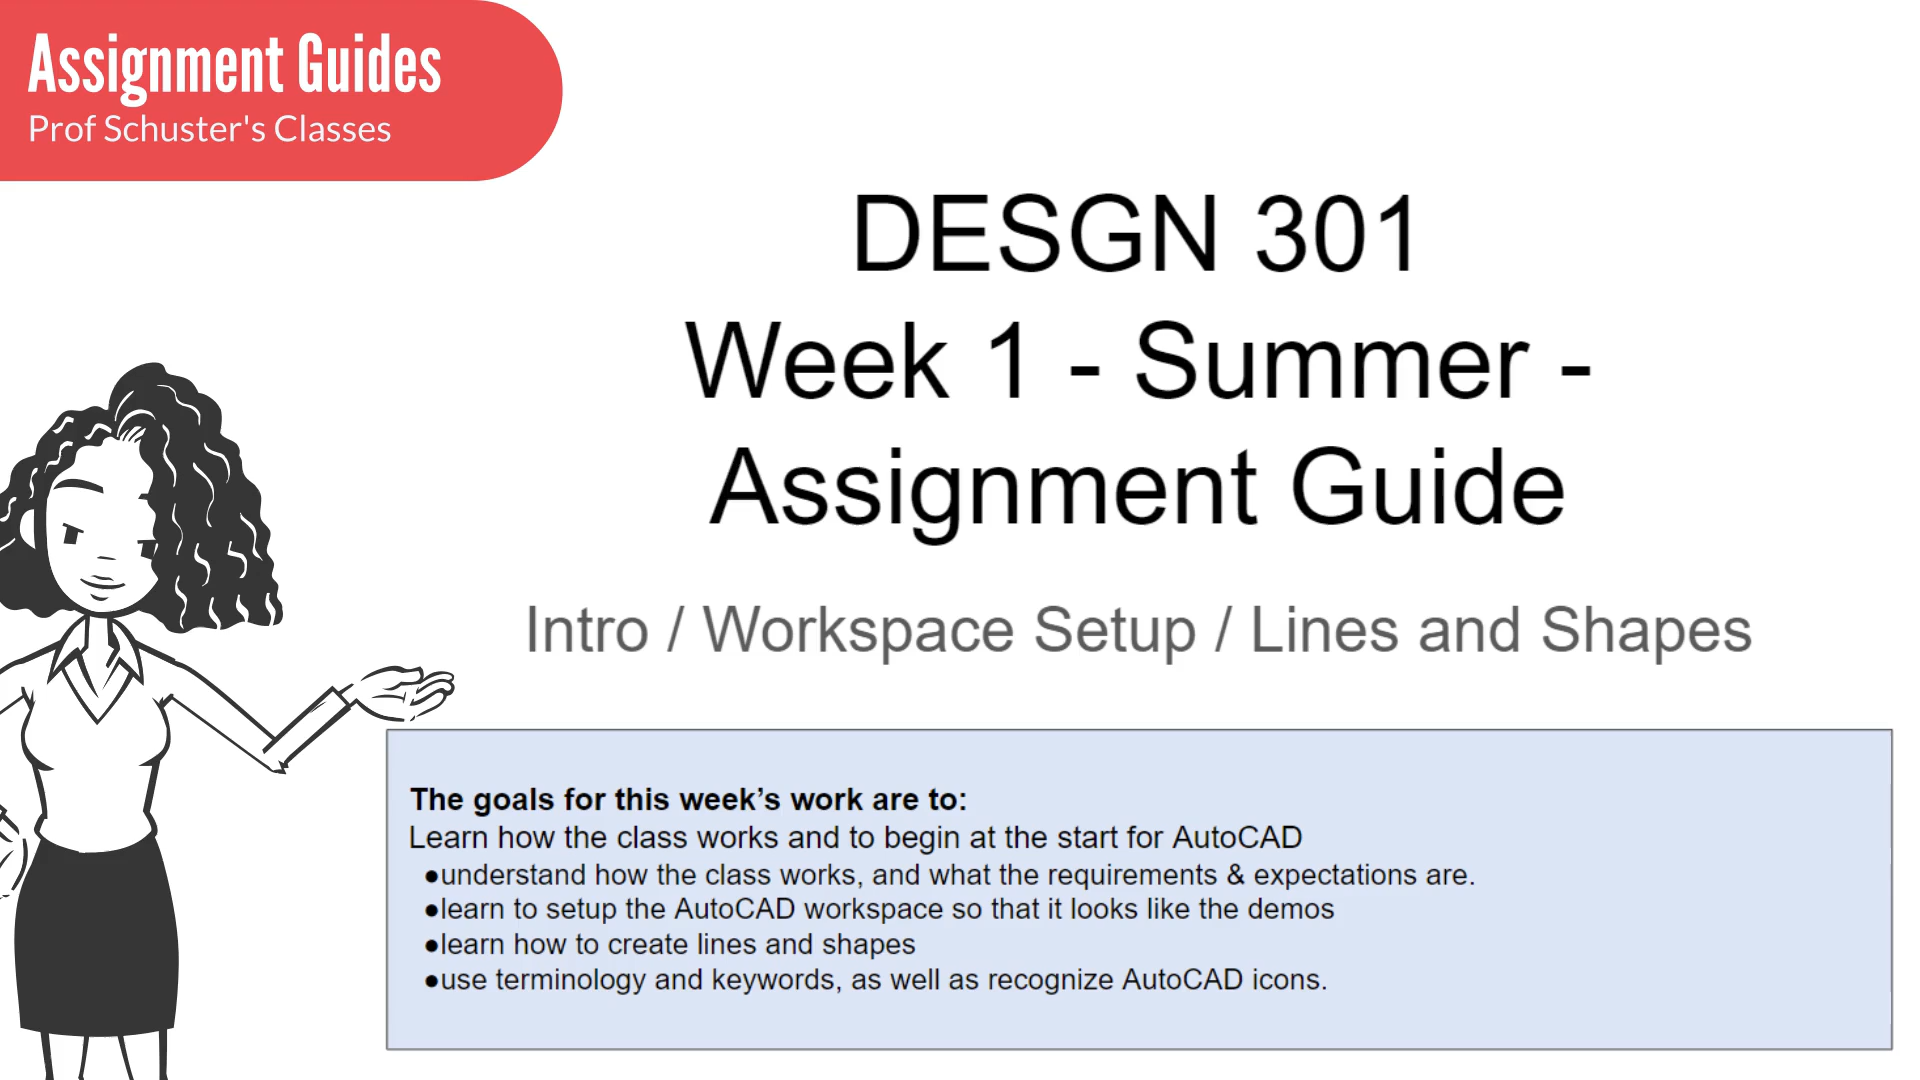 Assignment Guides
Prof Schuster's Classes
DESGN 301
Week 1 - Summer -
Assignment Guide
Intro / Workspace Setup / Lines and Shapes
The goals for this week’s work are to:
Learn how the class works and to begin at the start for AutoCAD
●understand how the class works, and what the requirements & expectations are.
●learn to setup the AutoCAD workspace so that it looks like the demos
●learn how to create lines and shapes
●use terminology and keywords, as well as recognize AutoCAD icons.